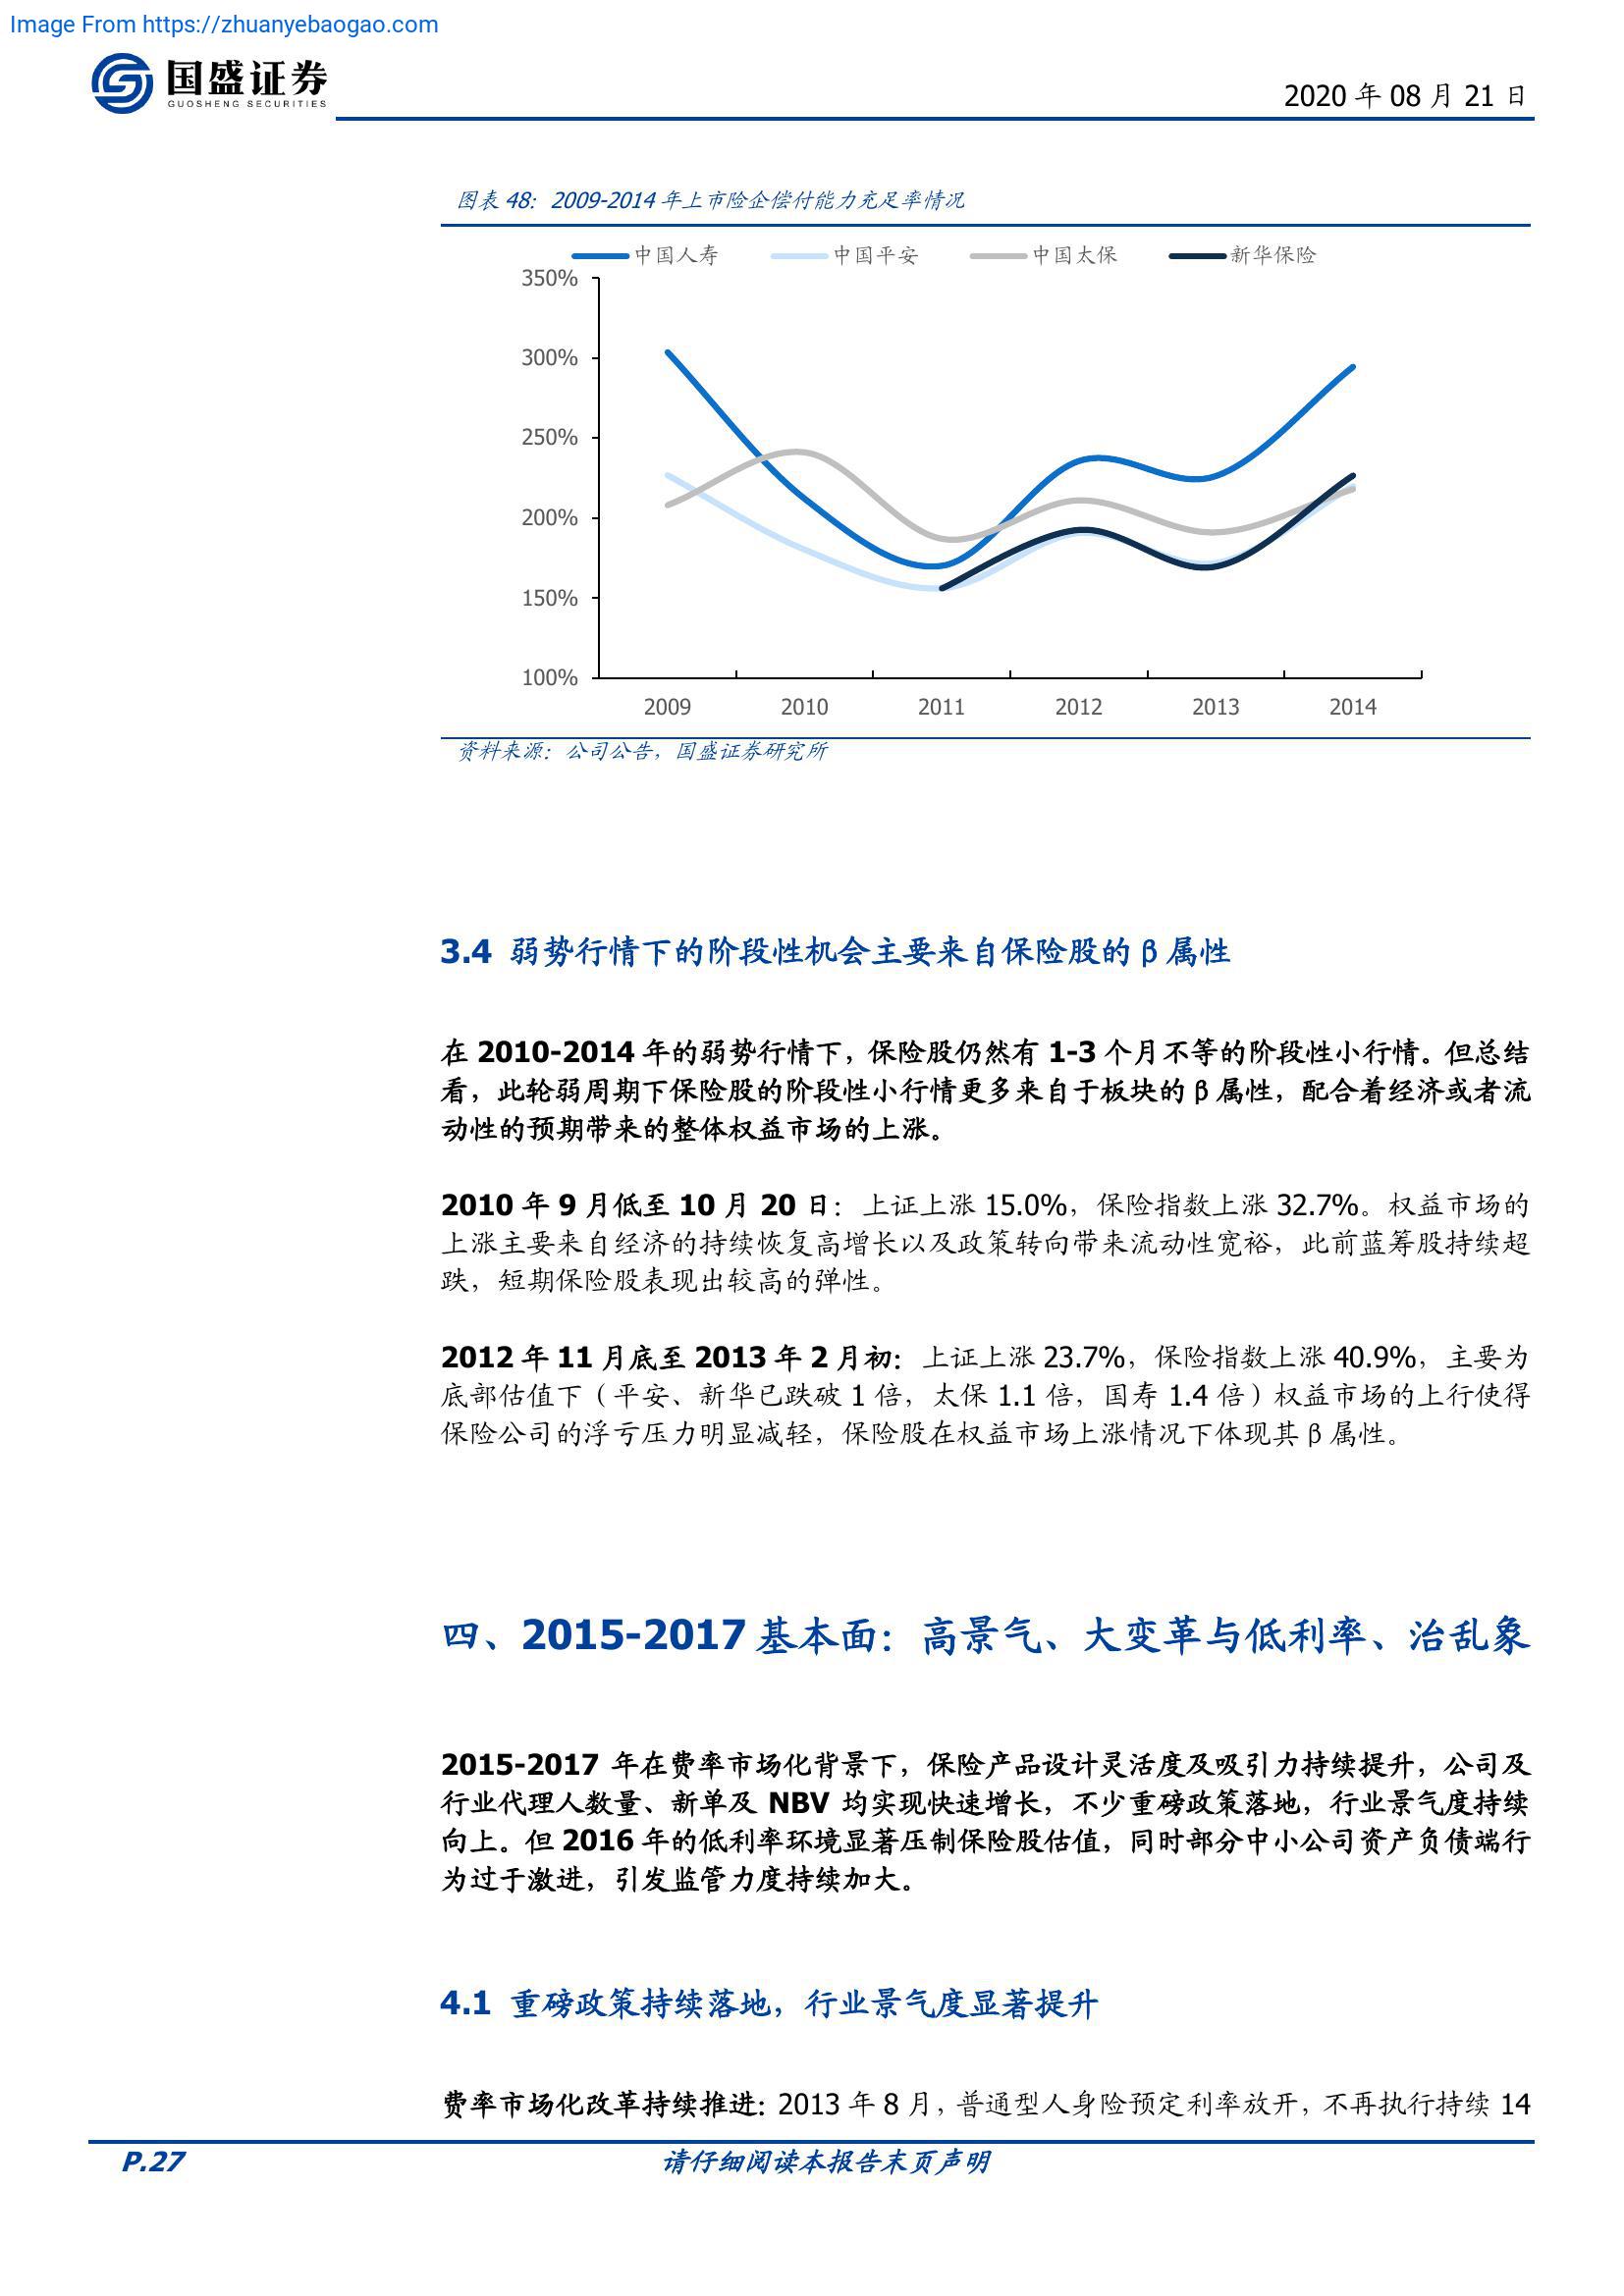 Image From https://zhuanyebaogao.com
国盛证券
GUOSHENG SECURITIES
2020 年 08 月 21 日
图表 48：2009-2014 年上市险企偿付能力充足率情况
中国人寿 中国平安 中国太保 新华保险
350%
300%
250%
200%
150%
100%
2009 2010 2011 2012 2013 2014
资料来源：公司公告，国盛证券研究所
3.4 弱势行情下的阶段性机会主要来自保险股的 β 属性
在 2010-2014 年的弱势行情下，保险股仍然有 1-3 个月不等的阶段性小行情。但总结
看，此轮弱周期下保险股的阶段性小行情更多来自于板块的 β 属性，配合着经济或者流
动性的预期带来的整体权益市场的上涨。
2010 年 9 月低至 10 月 20 日：上证上涨 15.0%，保险指数上涨 32.7%。权益市场的
上涨主要来自经济的持续恢复高增长以及政策转向带来流动性宽裕，此前蓝筹股持续超
跌，短期保险股表现出较高的弹性。
2012 年 11 月底至 2013 年 2 月初：上证上涨 23.7%，保险指数上涨 40.9%，主要为
底部估值下（平安、新华已跌破 1 倍，太保 1.1 倍，国寿 1.4 倍）权益市场的上行使得
保险公司的浮亏压力明显减轻，保险股在权益市场上涨情况下体现其 β 属性。
四、2015-2017 基本面：高景气、大变革与低利率、治乱象
2015-2017 年在费率市场化背景下，保险产品设计灵活度及吸引力持续提升，公司及
行业代理人数量、新单及 NBV 均实现快速增长，不少重磅政策落地，行业景气度持续
向上。但 2016 年的低利率环境显著压制保险股估值，同时部分中小公司资产负债端行
为过于激进，引发监管力度持续加大。
4.1 重磅政策持续落地，行业景气度显著提升
费率市场化改革持续推进：2013 年 8 月，普通型人身险预定利率放开，不再执行持续 14
P.27 请仔细阅读本报告末页声明